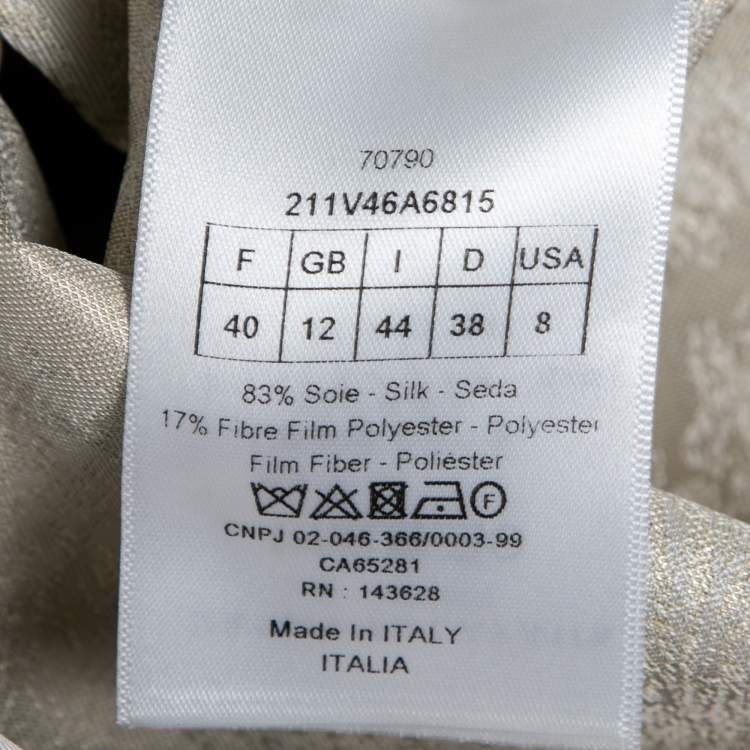 70790
211V46A6815
F GB I D USA
40 12 44 38 8
83% Soie - Silk - Seda
17% Fibre Film Polyester - Polyester
Film Fiber - Poliéster
F
CNPJ 02-046-366/0003-99
CA65281
RN : 143628
Made In ITALY
ITALIA